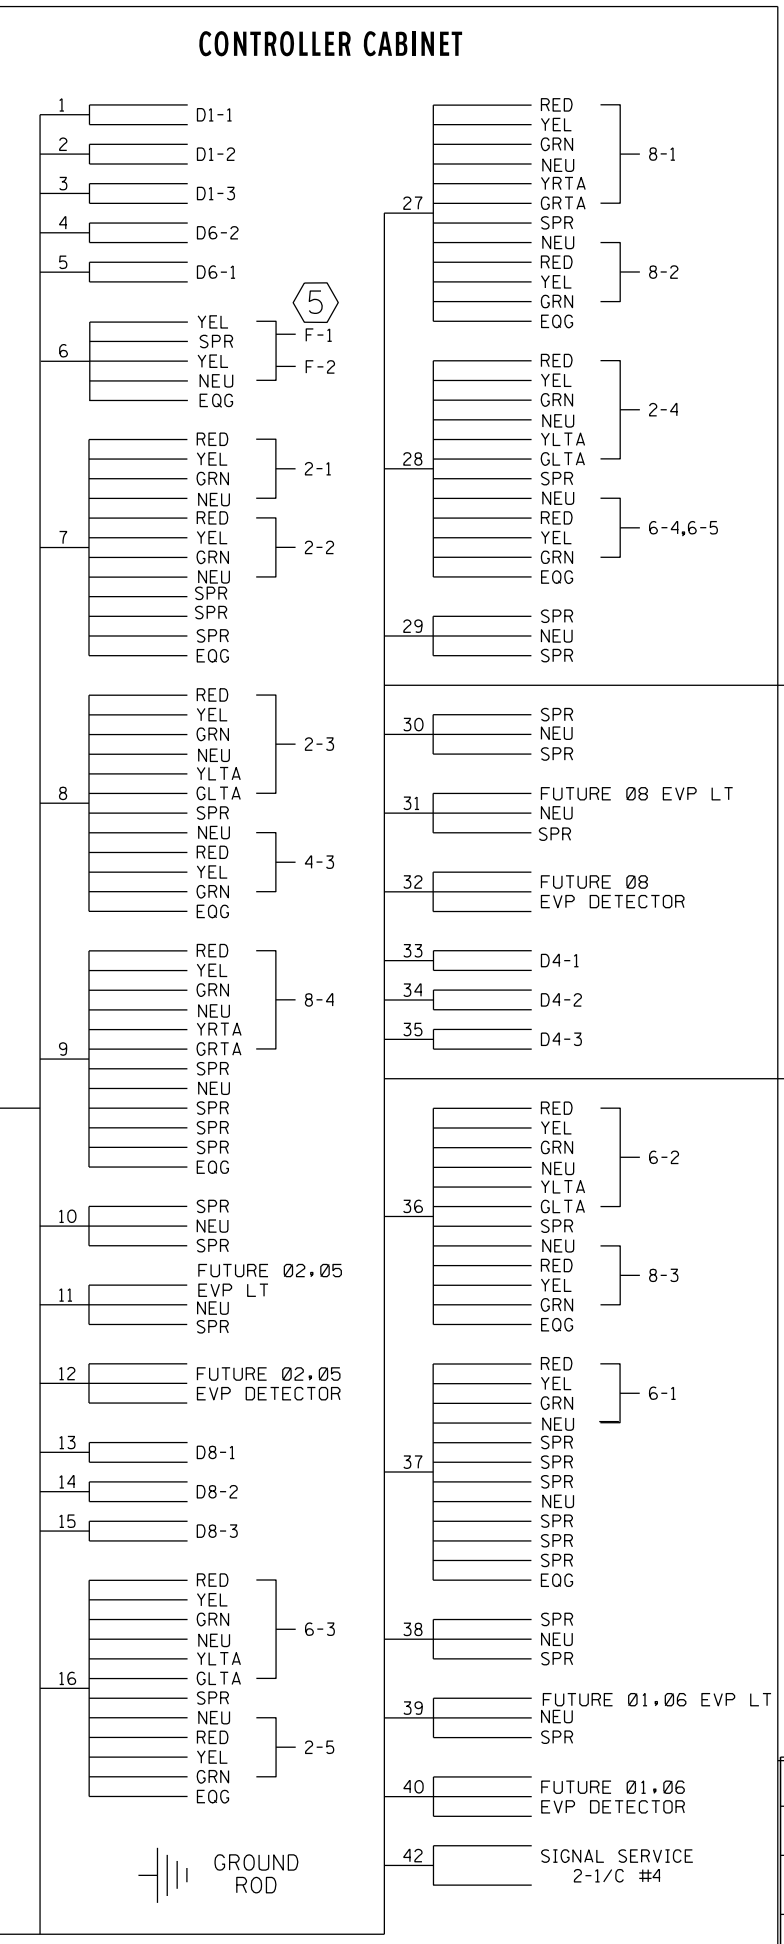 CONTROLLER CABINET
1
D1-1
2
D1-2
3
D1-3
4
D6-2
5
D6-1
5
6
YEL
SPR
YEL
NEU
EQG
F-1
F-2
7
RED
YEL
GRN
NEU
RED
YEL
GRN
NEU
SPR
SPR
SPR
EQG
2-1
2-2
8
RED
YEL
GRN
NEU
YLTA
GLTA
SPR
NEU
RED
YEL
GRN
EQG
2-3
4-3
9
RED
YEL
GRN
NEU
YRTA
GRTA
SPR
NEU
SPR
SPR
SPR
EQG
8-4
10
SPR
NEU
SPR
11
FUTURE Ø2,Ø5
EVP LT
NEU
SPR
12
FUTURE Ø2,Ø5
EVP DETECTOR
13
D8-1
14
D8-2
15
D8-3
16
RED
YEL
GRN
NEU
YLTA
GLTA
SPR
NEU
RED
YEL
GRN
EQG
6-3
2-5
GROUND
ROD
27
RED
YEL
GRN
NEU
YRTA
GRTA
SPR
NEU
RED
YEL
GRN
EQG
8-1
8-2
28
RED
YEL
GRN
NEU
YLTA
GLTA
SPR
NEU
RED
YEL
GRN
EQG
2-4
6-4,6-5
29
SPR
NEU
SPR
30
SPR
NEU
SPR
31
FUTURE Ø8 EVP LT
NEU
SPR
32
FUTURE Ø8
EVP DETECTOR
33
D4-1
34
D4-2
35
D4-3
36
RED
YEL
GRN
NEU
YLTA
GLTA
SPR
NEU
RED
YEL
GRN
EQG
6-2
8-3
37
RED
YEL
GRN
NEU
SPR
SPR
SPR
NEU
SPR
SPR
SPR
EQG
6-1
38
SPR
NEU
SPR
39
FUTURE Ø1,Ø6 EVP LT
NEU
SPR
40
FUTURE Ø1,Ø6
EVP DETECTOR
42
SIGNAL SERVICE
2-1/C #4